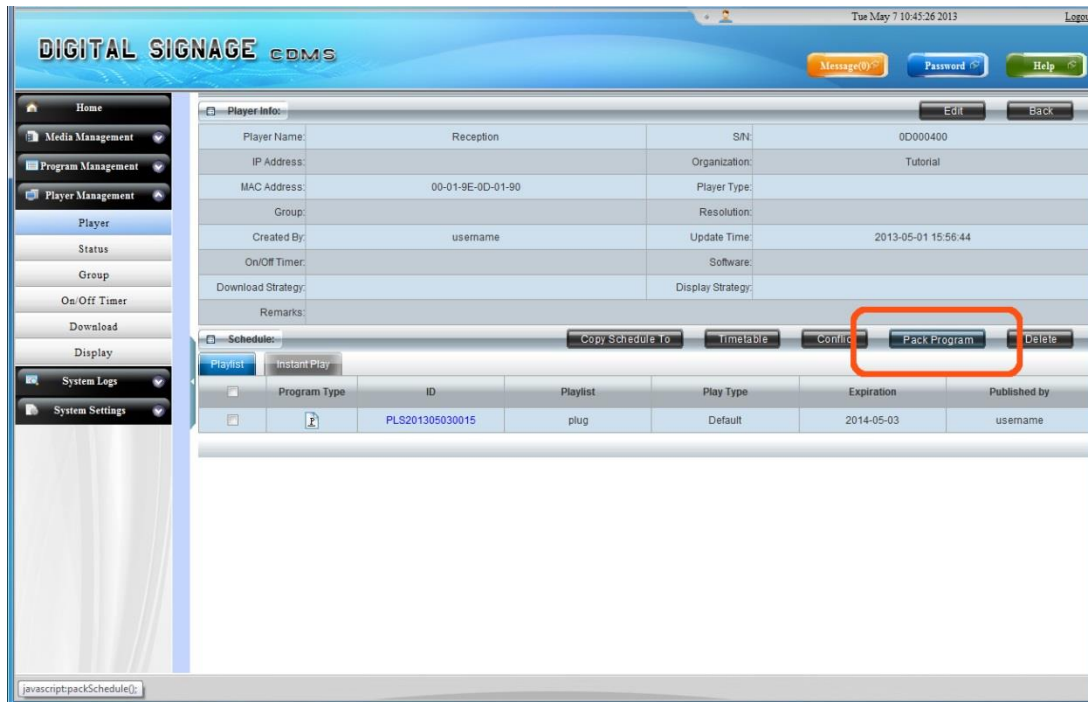 Tue May 7 10:45:26 2013
DIGITAL SIGNAGE CDMS
Message(0) Password Help
Home
Media Management
Program Management
Player Management
Player
Status
Group
On/Off Timer
Download
Display
System Logs
System Settings
Player Info: Edit Back
Player Name: Reception S/N: 0D000400
IP Address: Organization: Tutorial
MAC Address: 00-01-9E-0D-01-90 Player Type:
Group: Resolution:
Created By: username Update Time: 2013-05-01 15:56:44
On/Off Timer: Software:
Download Strategy: Display Strategy:
Remarks:
Schedule: Copy Schedule To Timetable Pack Program Delete
Playlist Instant Play
Program Type ID Playlist Play Type Expiration Published by
P PLS201305030015 plug Default 2014-05-03 username
javascript:packSchedule();